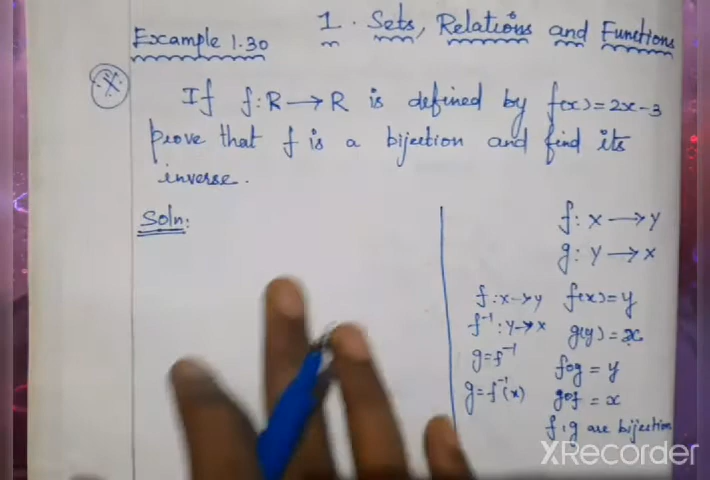 1. Sets, Relations and Functions
Example 1.30
If f: R → R is defined by f(x) = 2x-3
prove that f is a bijection and find its
inverse.
Soln:
f: x → y
g: y → x
f: x → y f(x) = y
f⁻¹: y → x g(y) = x
g = f⁻¹ fog = y
g = f⁻¹(x) gof = x
f, g are bijection
XRecorder